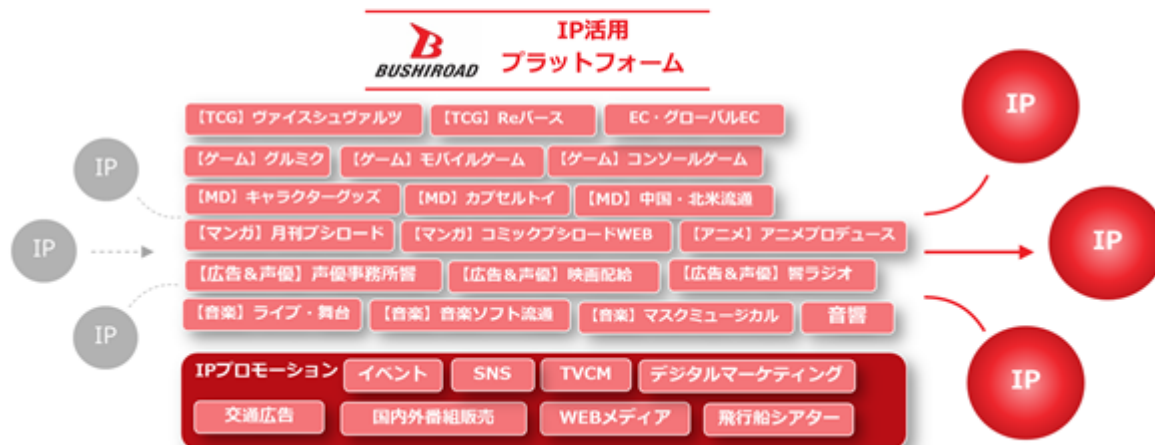 BUSHIROAD
IP活用
プラットフォーム
【TCG】ヴァイスシュヴァルツ 【TCG】Reバース EC・グローバルEC
【ゲーム】グルミク 【ゲーム】モバイルゲーム 【ゲーム】コンソールゲーム
【MD】キャラクターグッズ 【MD】カプセルトイ 【MD】中国・北米流通
【マンガ】月刊ブシロード 【マンガ】コミックブシロードWEB 【アニメ】アニメプロデュース
【広告&声優】声優事務所響 【広告&声優】映画配給 【広告&声優】響ラジオ
【音楽】ライブ・舞台 【音楽】音楽ソフト流通 【音楽】マスクミュージカル 音響
IPプロモーション イベント SNS TVCM デジタルマーケティング
交通広告 国内外番組販売 WEBメディア 飛行船シアター
IP
IP
IP
IP
IP
IP